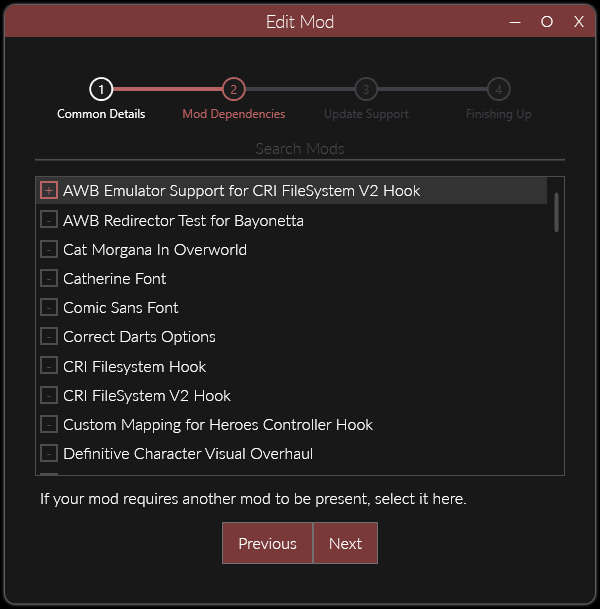 Edit Mod
1 2 3 4
Common Details Mod Dependencies Update Support Finishing Up
Search Mods
+ AWB Emulator Support for CRI FileSystem V2 Hook
- AWB Redirector Test for Bayonetta
- Cat Morgana In Overworld
- Catherine Font
- Comic Sans Font
- Correct Darts Options
- CRI Filesystem Hook
- CRI FileSystem V2 Hook
- Custom Mapping for Heroes Controller Hook
- Definitive Character Visual Overhaul
If your mod requires another mod to be present, select it here.
Previous Next